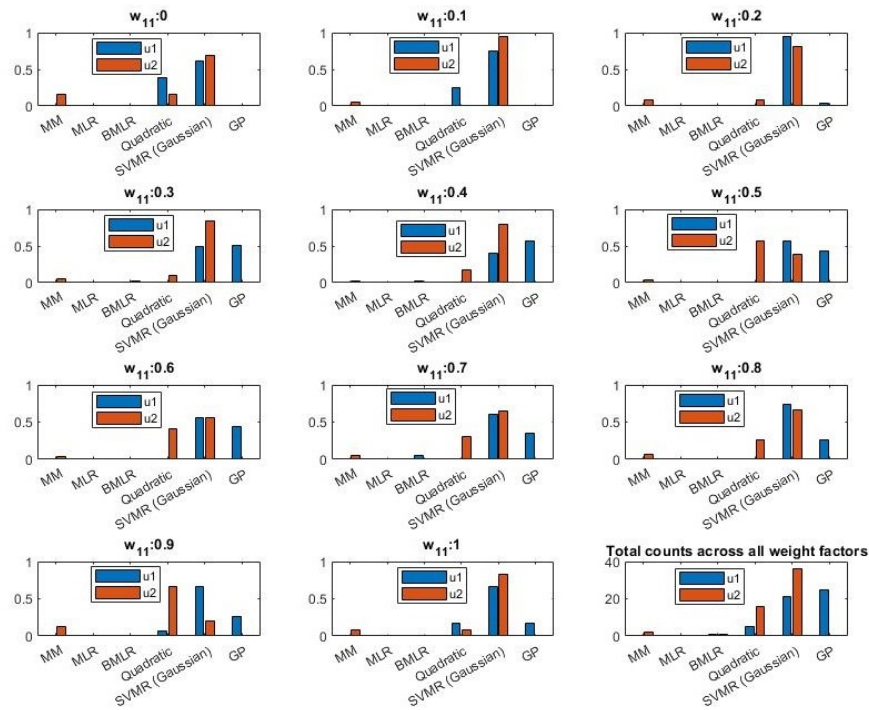 w11:0
1
0.5
0
u1
u2
MM
MLR
BMLR
Quadratic
SVMR (Gaussian)
GP
w11:0.1
1
0.5
0
u1
u2
MM
MLR
BMLR
Quadratic
SVMR (Gaussian)
GP
w11:0.2
1
0.5
0
u1
u2
MM
MLR
BMLR
Quadratic
SVMR (Gaussian)
GP
w11:0.3
1
0.5
0
u1
u2
MM
MLR
BMLR
Quadratic
SVMR (Gaussian)
GP
w11:0.4
1
0.5
0
u1
u2
MM
MLR
BMLR
Quadratic
SVMR (Gaussian)
GP
w11:0.5
1
0.5
0
u1
u2
MM
MLR
BMLR
Quadratic
SVMR (Gaussian)
GP
w11:0.6
1
0.5
0
u1
u2
MM
MLR
BMLR
Quadratic
SVMR (Gaussian)
GP
w11:0.7
1
0.5
0
u1
u2
MM
MLR
BMLR
Quadratic
SVMR (Gaussian)
GP
w11:0.8
1
0.5
0
u1
u2
MM
MLR
BMLR
Quadratic
SVMR (Gaussian)
GP
w11:0.9
1
0.5
0
u1
u2
MM
MLR
BMLR
Quadratic
SVMR (Gaussian)
GP
w11:1
1
0.5
0
u1
u2
MM
MLR
BMLR
Quadratic
SVMR (Gaussian)
GP
Total counts across all weight factors
40
20
0
u1
u2
MM
MLR
BMLR
Quadratic
SVMR (Gaussian)
GP